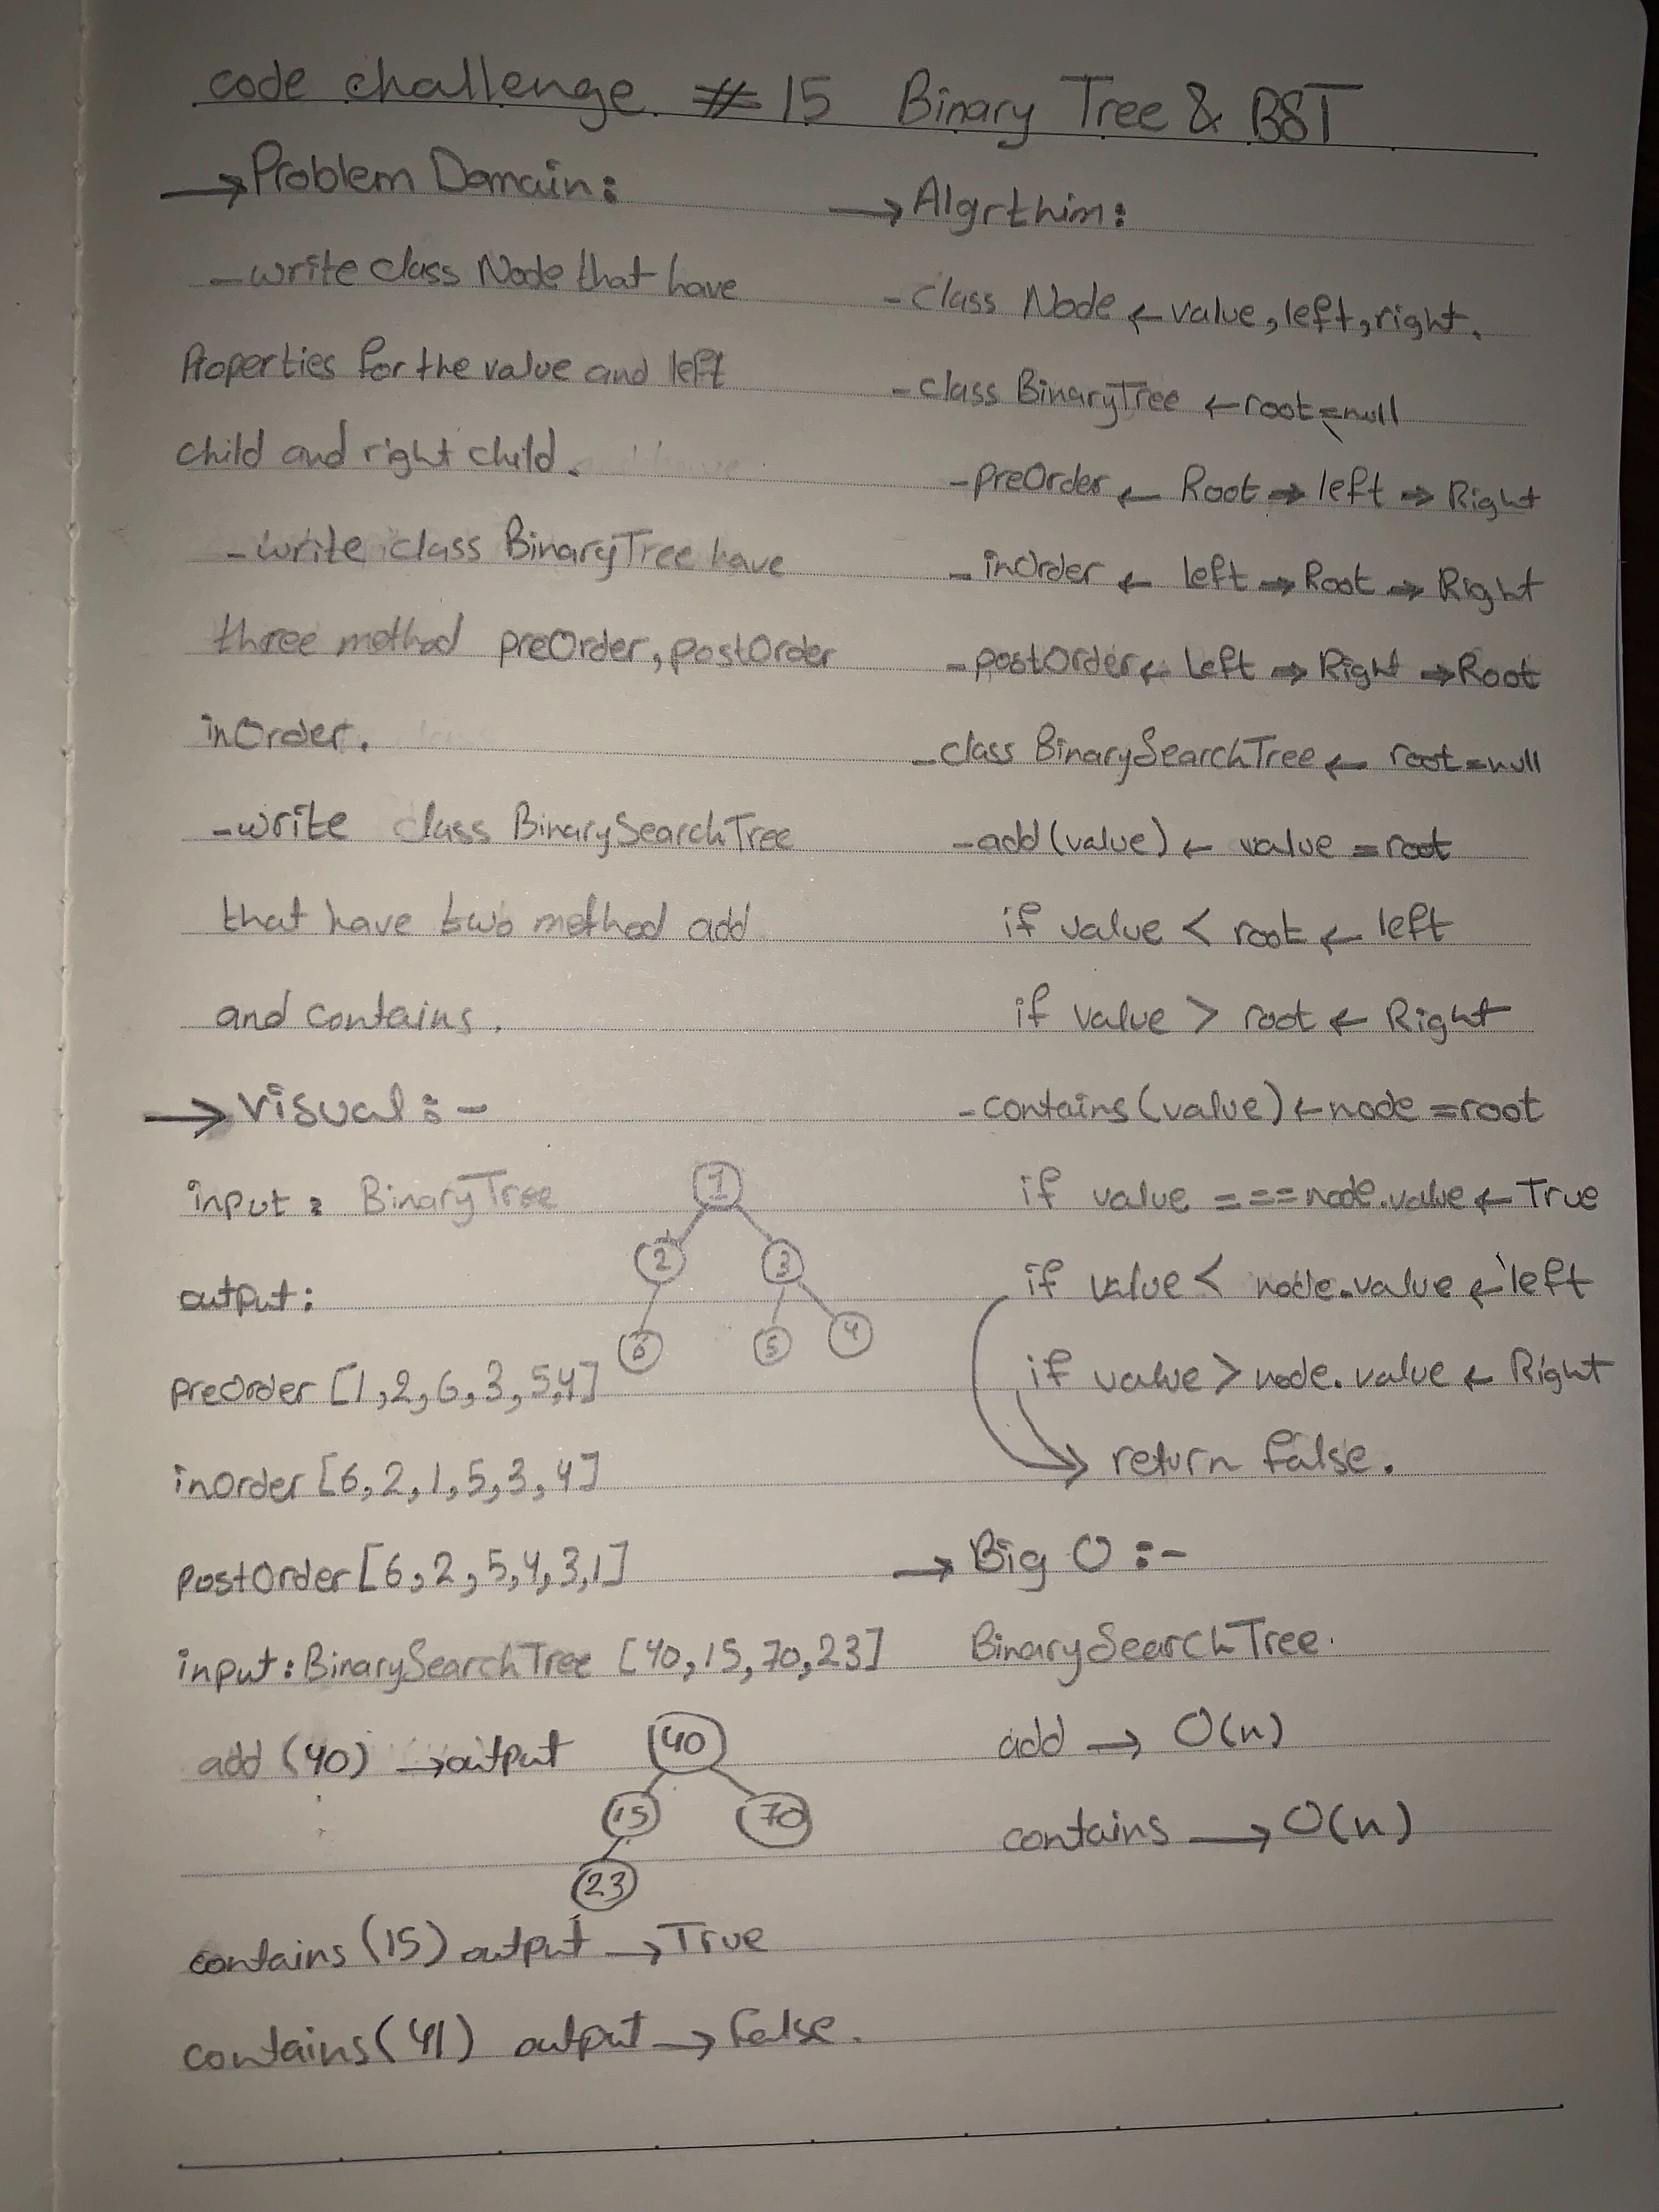 code challenge #15 Binary Tree & BST
→ Problem Domain:
- write class Node that have
Properties for the value and left
child and right child.
- write class BinaryTree have
three method preOrder, postOrder
inOrder.
- write class BinarySearchTree
that have two method add
and contains.
→ visual:-
input: BinaryTree
1
2 3
6 5 4
output:
preOrder [1,2,6,3,5,4]
inOrder [6,2,1,5,3,4]
postOrder [6,2,5,4,3,1]
input: BinarySearchTree [40,15,70,23]
add (40) → output
40
15 70
23
contains (15) output → True
contains (41) output → False.
→ Algrthim:
- class Node ← value, left, right.
- class BinaryTree ← root=null
- preOrder ← Root ⇒ left ⇒ Right
- inOrder ← left ⇒ Root ⇒ Right
- postOrder ← left ⇒ Right ⇒ Root
- class BinarySearchTree ← root=null
- add (value) ← value = root
if value < root ← left
if value > root ← Right
- contains (value) ← node = root
if value === node.value ← True
if value < node.value ← left
if value > node.value ← Right
return false.
→ Big O :-
BinarySearchTree.
add → O(n)
contains → O(n)